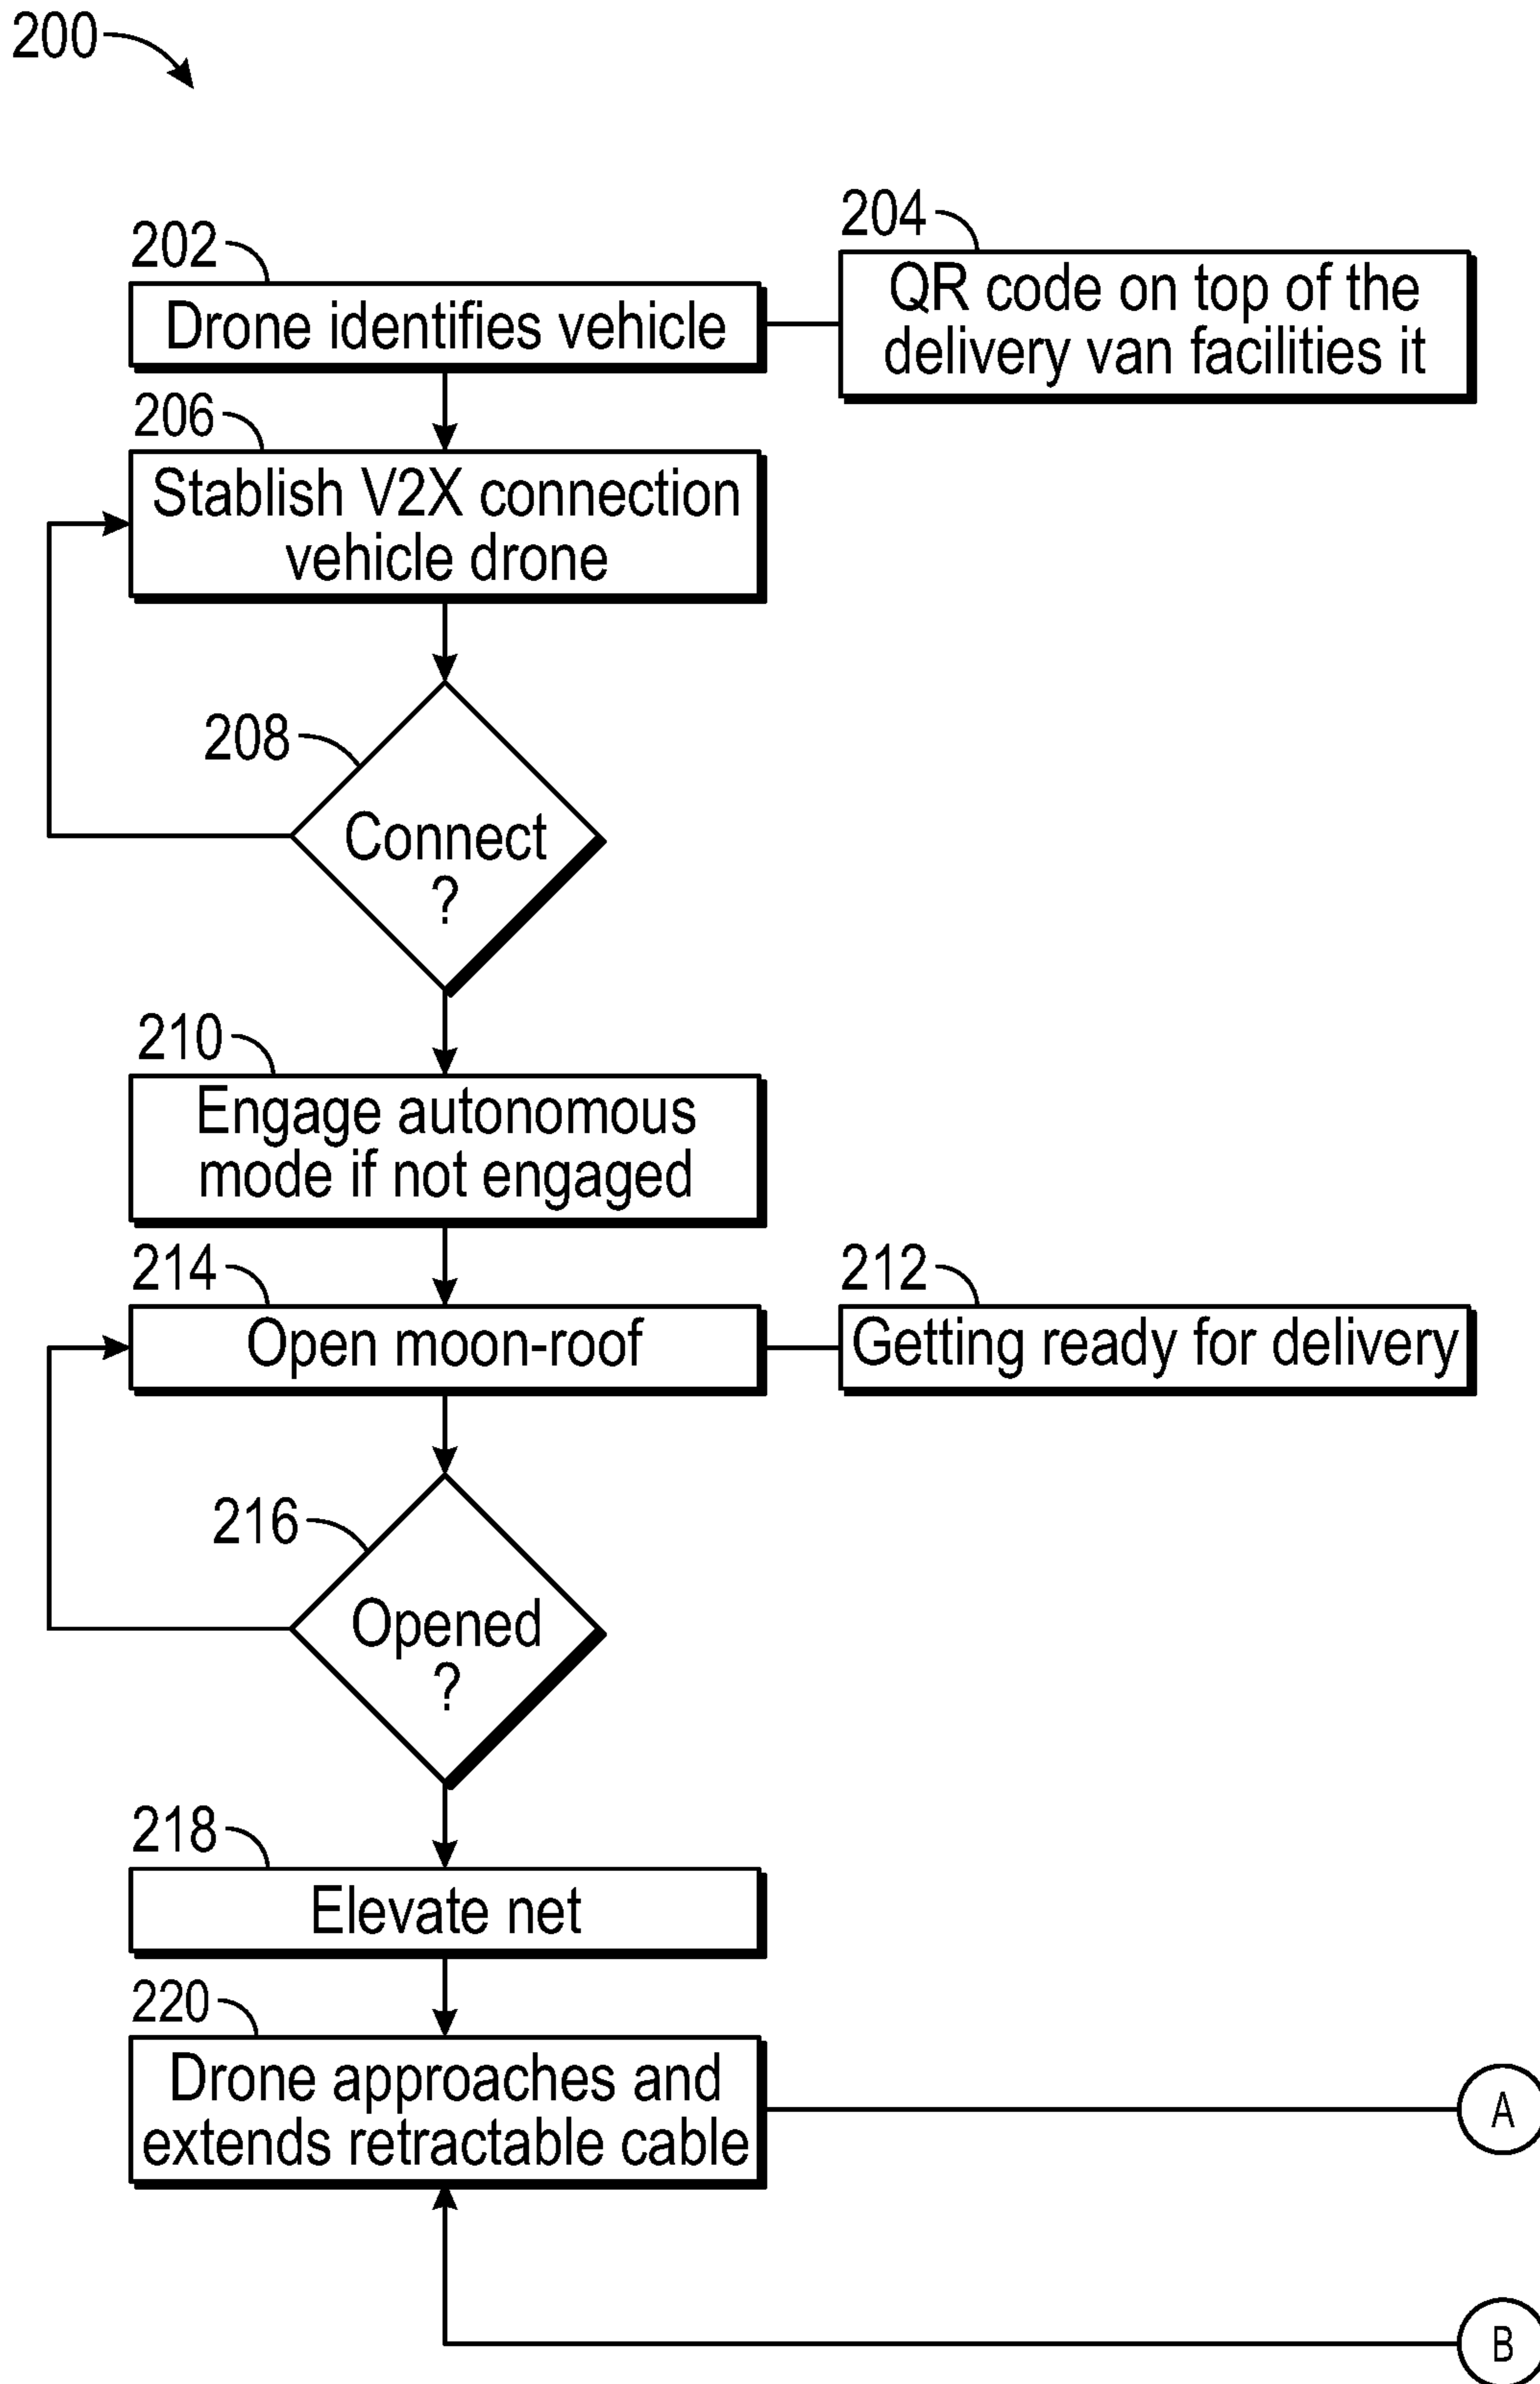 200
202
Drone identifies vehicle
204
QR code on top of the
delivery van facilities it
206
Stablish V2X connection
vehicle drone
208
Connect
?
210
Engage autonomous
mode if not engaged
214
Open moon-roof
212
Getting ready for delivery
216
Opened
?
218
Elevate net
220
Drone approaches and
extends retractable cable
A
B